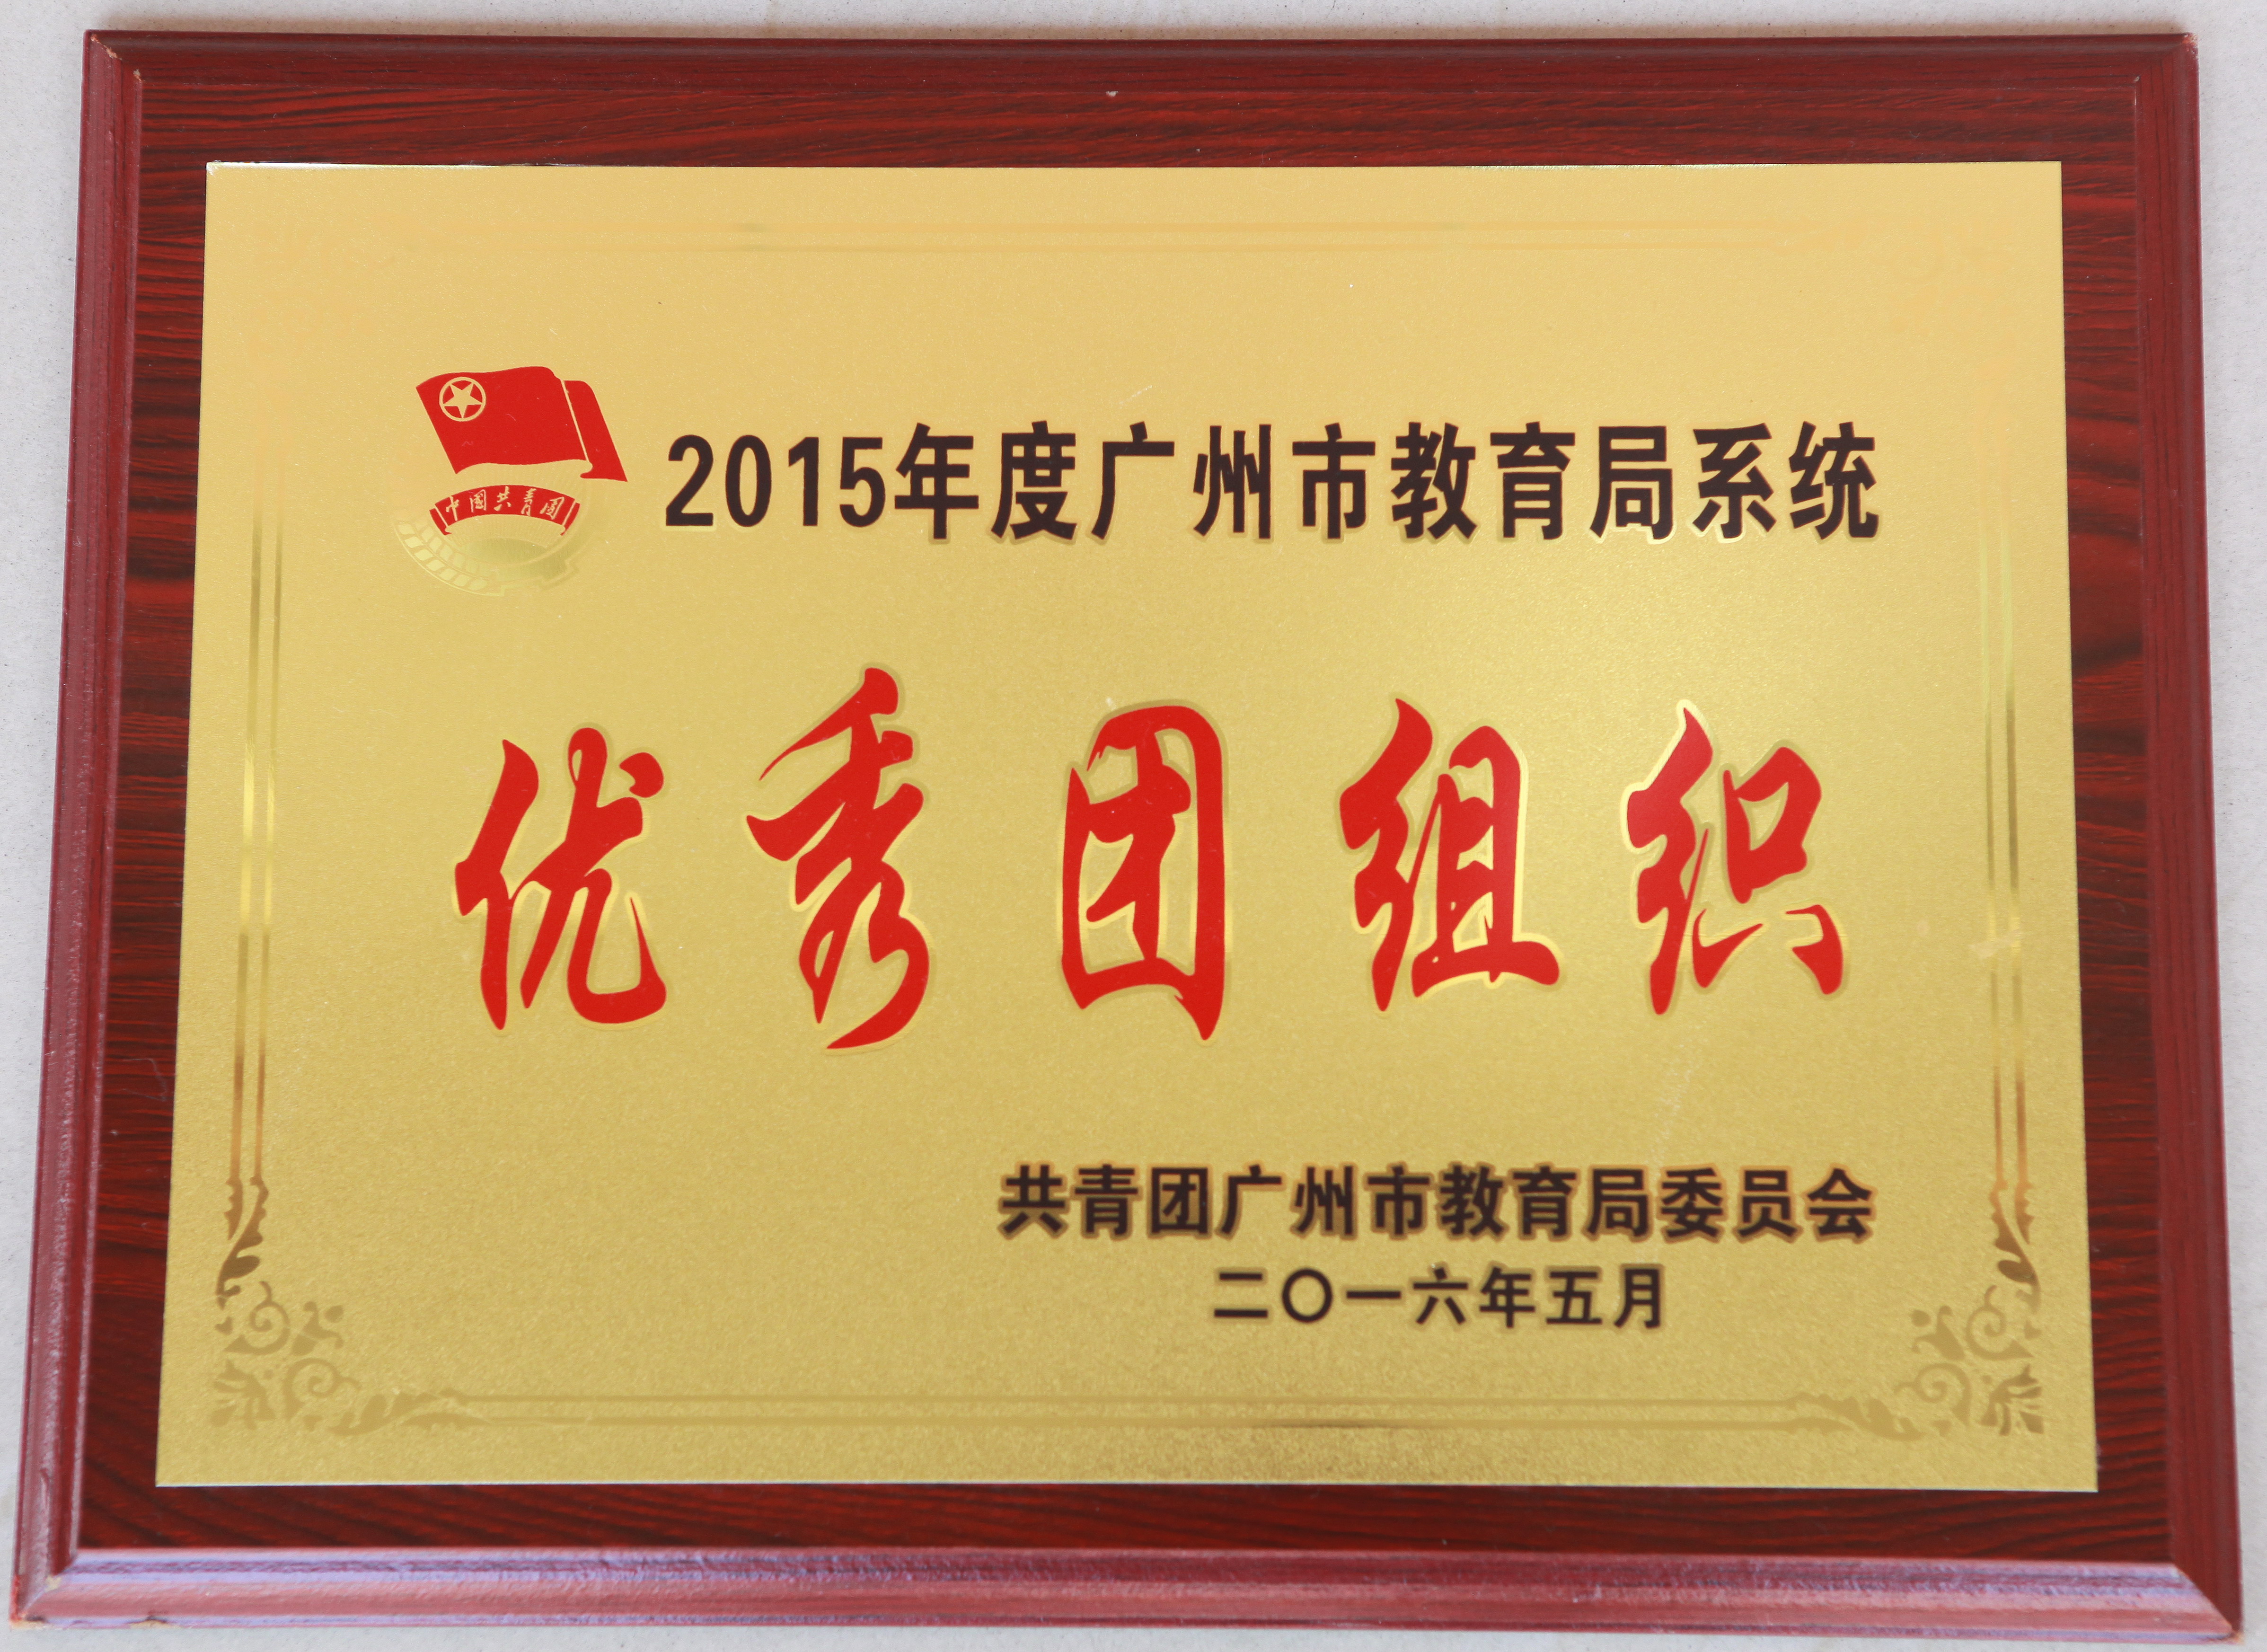 中國共青團
2015年度广州市教育局系统
优秀团组织
共青团广州市教育局委员会
二〇一六年五月